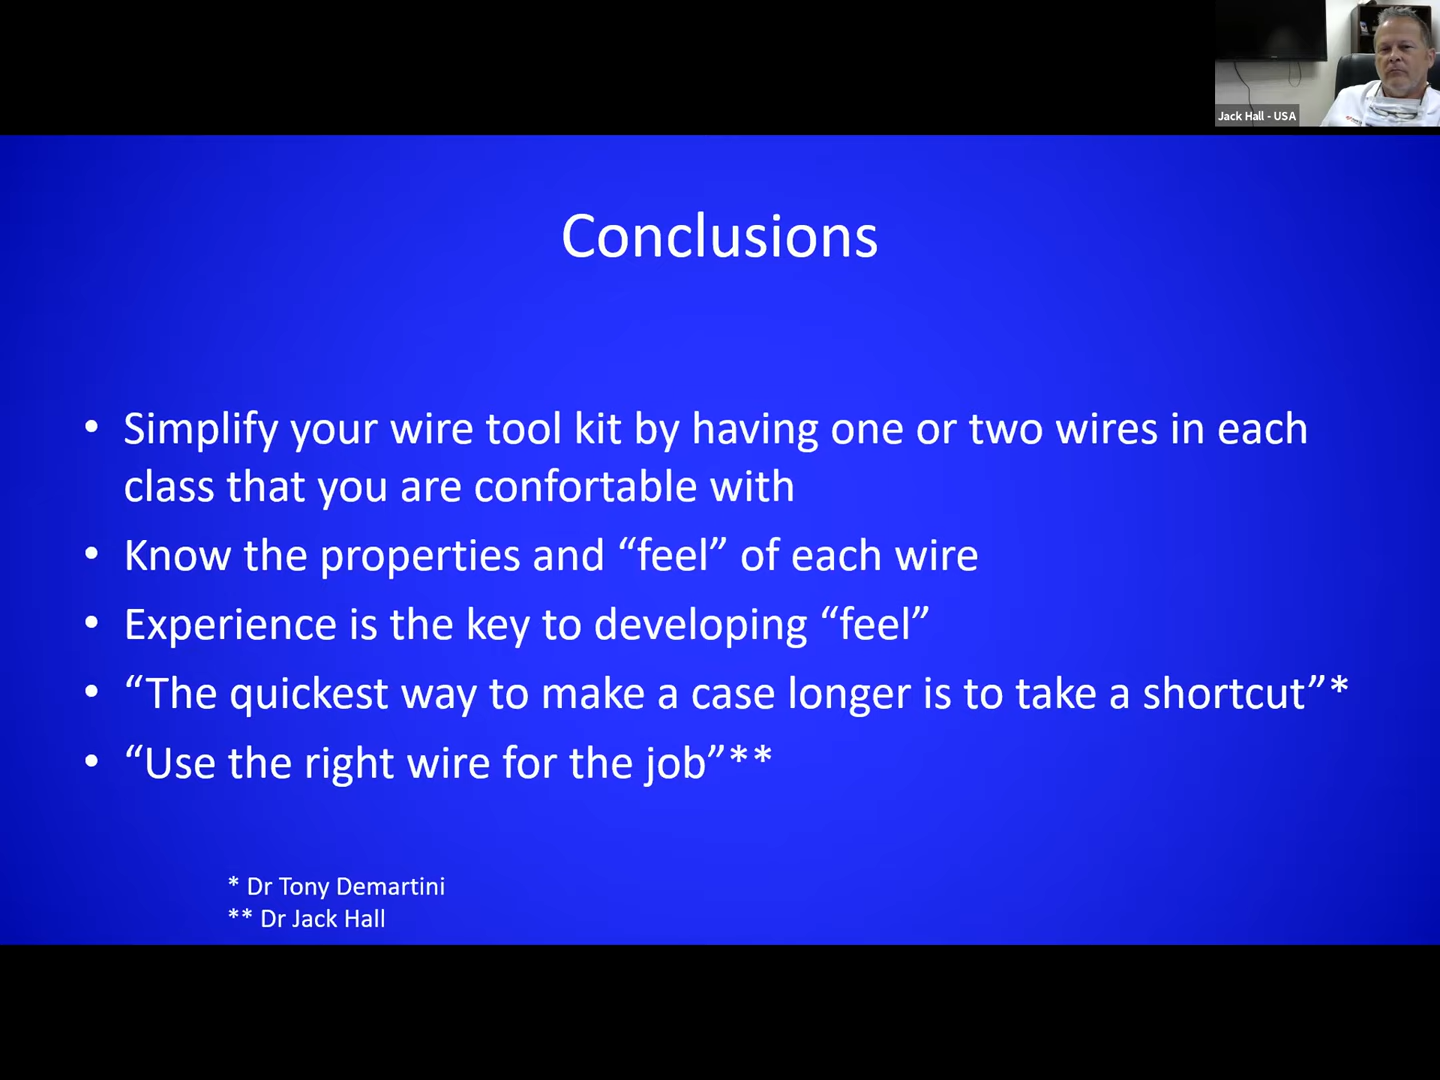 Jack Hall - USA
Conclusions
• Simplify your wire tool kit by having one or two wires in each
class that you are confortable with
• Know the properties and “feel” of each wire
• Experience is the key to developing “feel”
• “The quickest way to make a case longer is to take a shortcut”*
• “Use the right wire for the job”**
* Dr Tony Demartini
** Dr Jack Hall